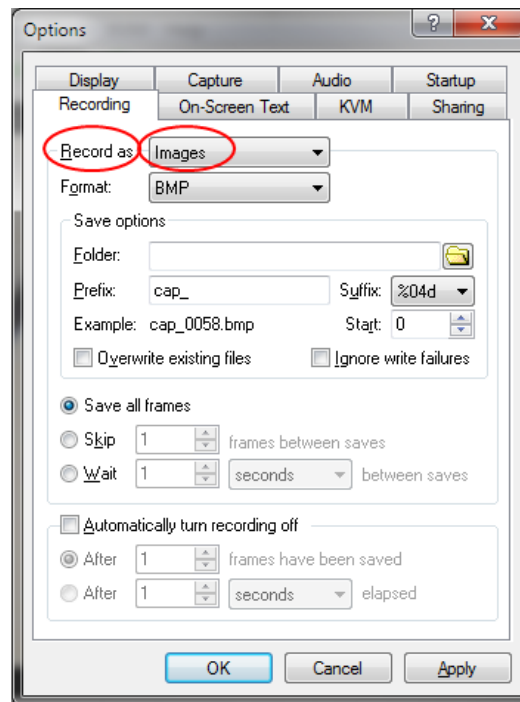 Options
Display Capture Audio Startup
Recording On-Screen Text KVM Sharing
Record as Images
Format: BMP
Save options
Folder:
Prefix: cap_ Suffix: %04d
Example: cap_0058.bmp Start: 0
Overwrite existing files Ignore write failures
Save all frames
Skip 1 frames between saves
Wait 1 seconds between saves
Automatically turn recording off
After 1 frames have been saved
After 1 seconds elapsed
OK Cancel Apply